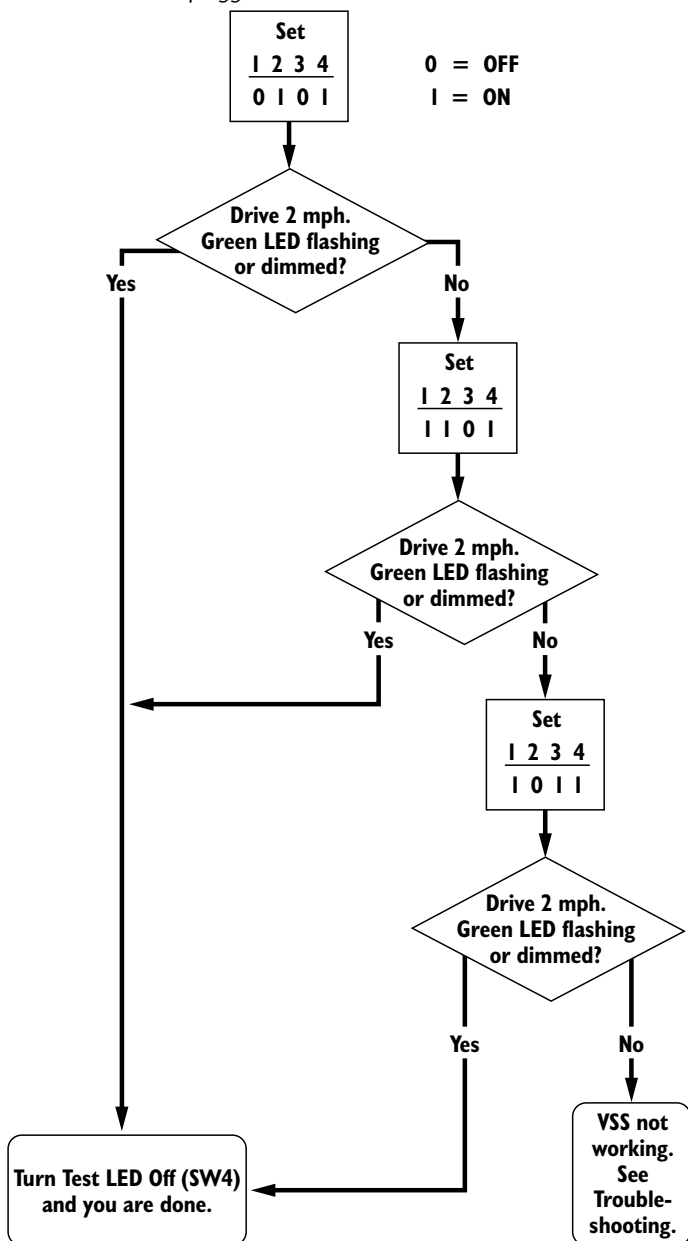 Set
1 2 3 4
0 1 0 1
0 = OFF
1 = ON
Drive 2 mph.
Green LED flashing
or dimmed?
Yes
No
Set
1 2 3 4
1 1 0 1
Drive 2 mph.
Green LED flashing
or dimmed?
Yes
No
Set
1 2 3 4
1 0 1 1
Drive 2 mph.
Green LED flashing
or dimmed?
Yes
No
Turn Test LED Off (SW4)
and you are done.
VSS not
working.
See
Trouble-
shooting.